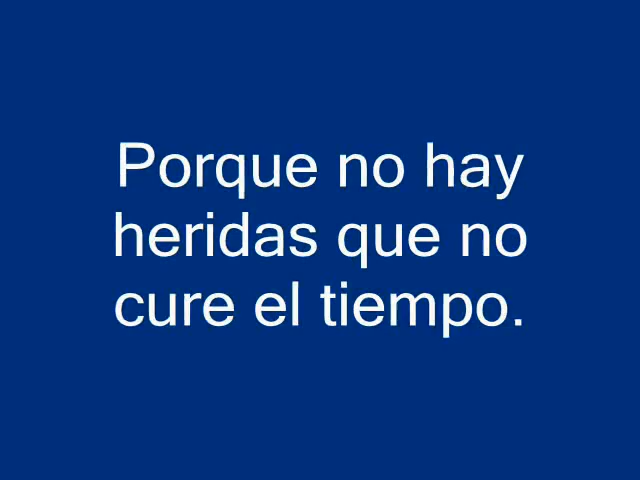 Porque no hay
heridas que no
cure el tiempo.